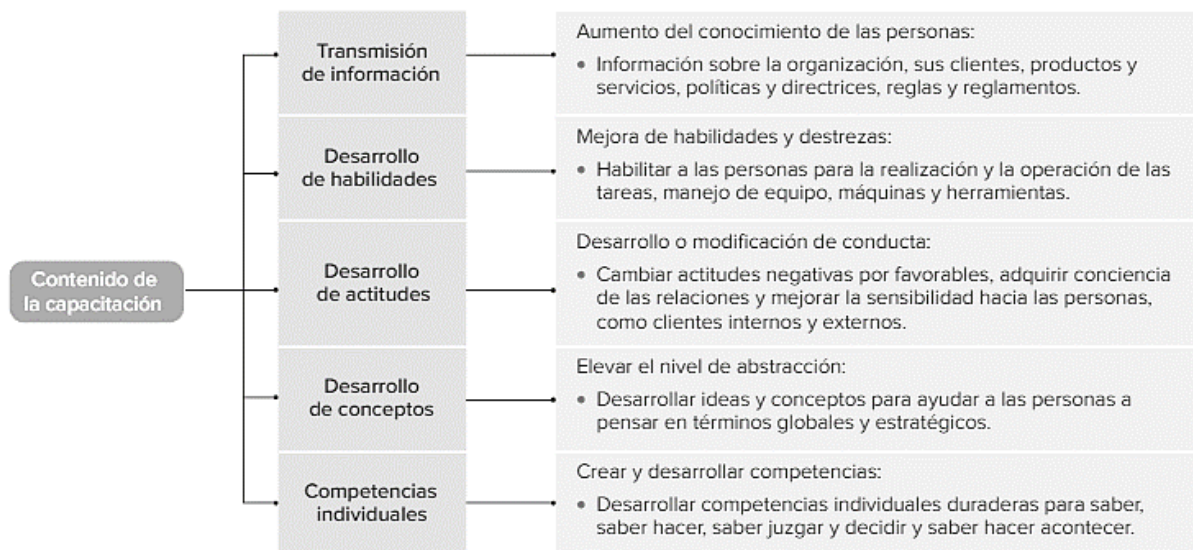 Contenido de
la capacitación
Transmisión
de información
Aumento del conocimiento de las personas:
• Información sobre la organización, sus clientes, productos y
servicios, políticas y directrices, reglas y reglamentos.
Desarrollo
de habilidades
Mejora de habilidades y destrezas:
• Habilitar a las personas para la realización y la operación de las
tareas, manejo de equipo, máquinas y herramientas.
Desarrollo
de actitudes
Desarrollo o modificación de conducta:
• Cambiar actitudes negativas por favorables, adquirir conciencia
de las relaciones y mejorar la sensibilidad hacia las personas,
como clientes internos y externos.
Desarrollo
de conceptos
Elevar el nivel de abstracción:
• Desarrollar ideas y conceptos para ayudar a las personas a
pensar en términos globales y estratégicos.
Competencias
individuales
Crear y desarrollar competencias:
• Desarrollar competencias individuales duraderas para saber,
saber hacer, saber juzgar y decidir y saber hacer acontecer.